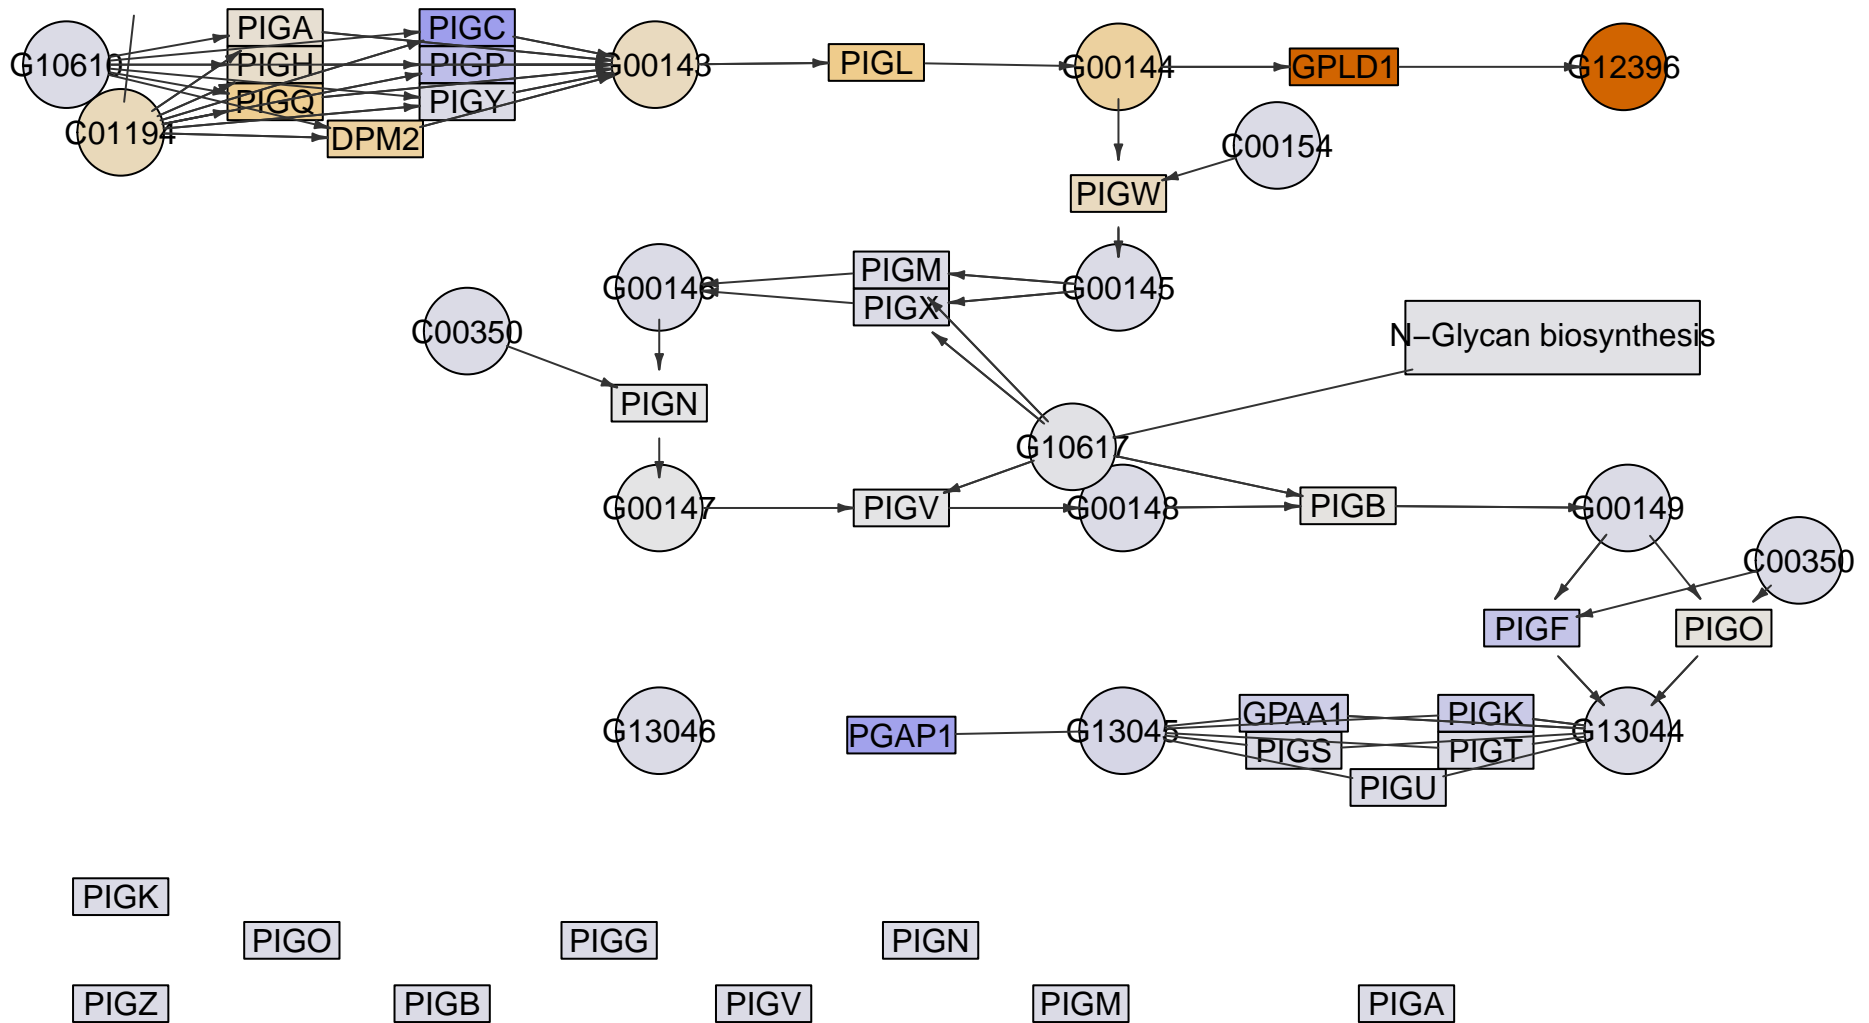 PIGA
PIGC
G10610
PIGH
PIGP
G00143
PIGL
G00144
GPLD1
G12396
PIGQ
PIGY
C01194
DPM2
C00154
PIGW
PIGM
G00146
G00145
PIGX
C00350
N−Glycan biosynthesis
PIGN
G10617
G00147
PIGV
G00148
PIGB
G00149
C00350
PIGF
PIGO
GPAA1
PIGK
G13046
PGAP1
G13045
G13044
PIGS
PIGT
PIGU
PIGK
PIGO
PIGG
PIGN
PIGZ
PIGB
PIGV
PIGM
PIGA